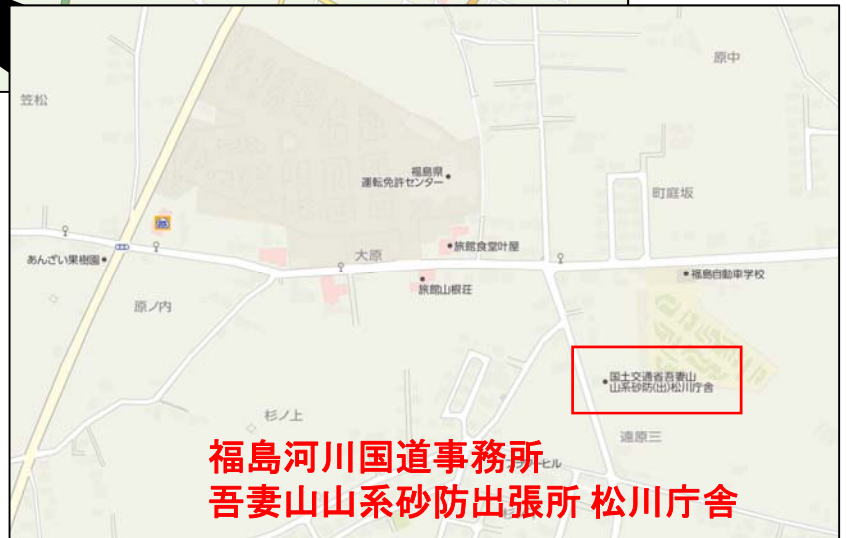 原中
笠松
福島県
運転免許センター
町庭坂
大原
旅館食堂叶屋
あんざい果樹園
福島自動車学校
旅館山根荘
原ノ内
国土交通省吾妻山
山系砂防(出)松川庁舎
杉ノ上
遠原三
福島河川国道事務所
吾妻山山系砂防出張所 松川庁舎